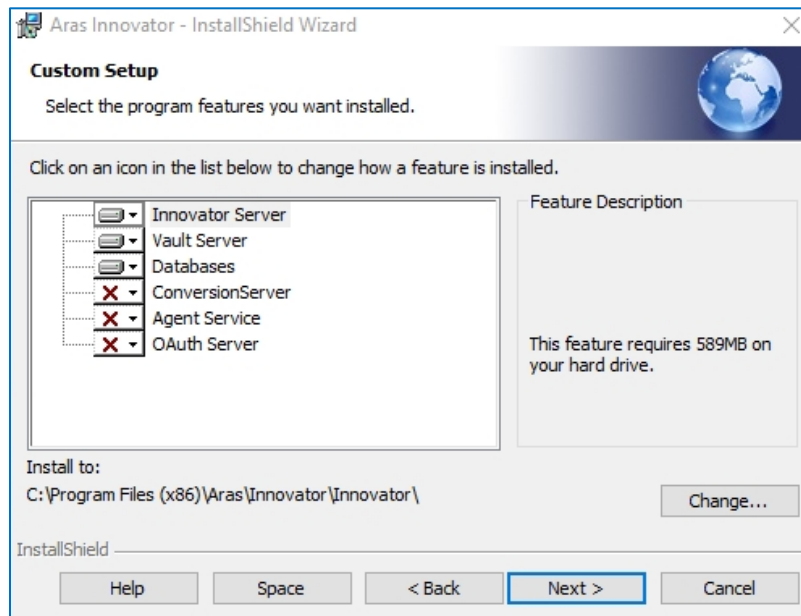 Aras Innovator - InstallShield Wizard
Custom Setup
Select the program features you want installed.
Click on an icon in the list below to change how a feature is installed.
Innovator Server
Vault Server
Databases
ConversionServer
Agent Service
OAuth Server
Feature Description
This feature requires 589MB on
your hard drive.
Install to:
C:\Program Files (x86)\Aras\Innovator\Innovator\
Change...
InstallShield
Help
Space
< Back
Next >
Cancel